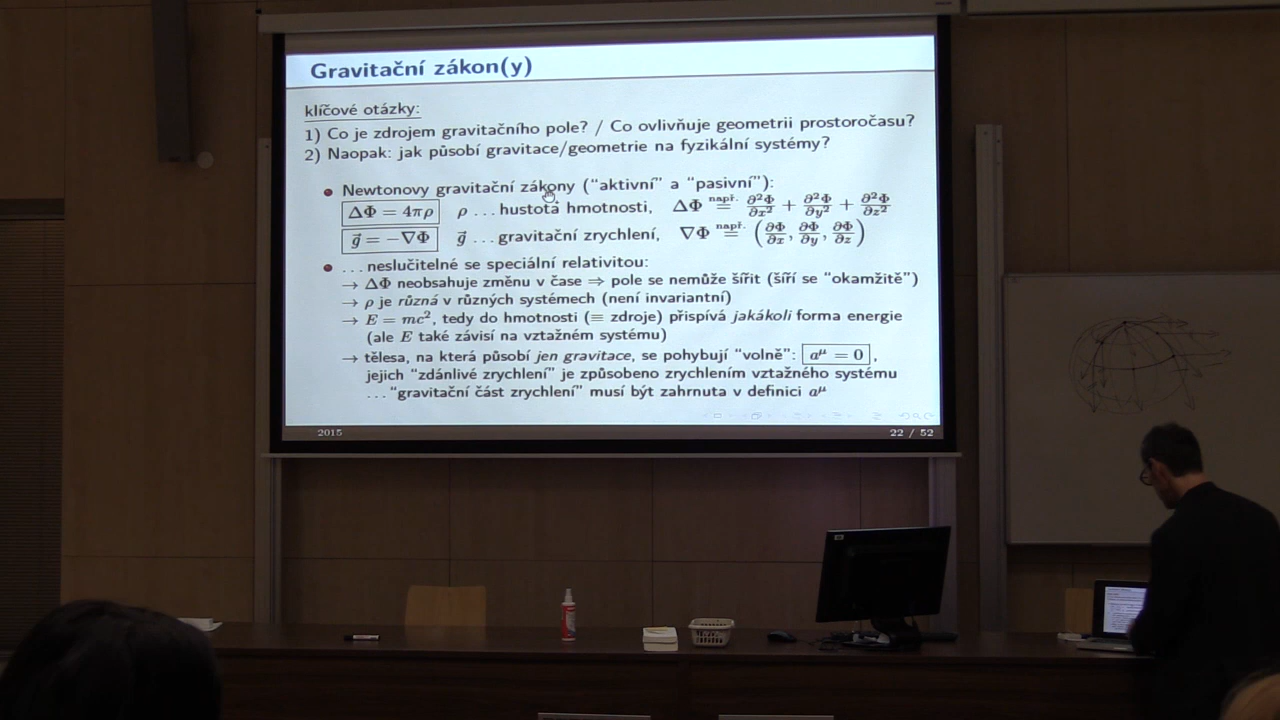 Gravitační zákon(y)
klíčové otázky:
1) Co je zdrojem gravitačního pole? / Co ovlivňuje geometrii prostoročasu?
2) Naopak: jak působí gravitace/geometrie na fyzikální systémy?
Newtonovy gravitační zákony (“aktivní” a “pasivní”):
ΔΦ = 4πρ   ρ ... hustota hmotnosti,   ΔΦ např.= ∂²Φ/∂x² + ∂²Φ/∂y² + ∂²Φ/∂z²
g⃗ = −∇Φ   g⃗ ... gravitační zrychlení,   ∇Φ např.= (∂Φ/∂x, ∂Φ/∂y, ∂Φ/∂z)
... neslučitelné se speciální relativitou:
→ ΔΦ neobsahuje změnu v čase ⇒ pole se nemůže šířit (šíří se “okamžitě”)
→ ρ je různá v různých systémech (není invariantní)
→ E = mc², tedy do hmotnosti (≡ zdroje) přispívá jakákoli forma energie
(ale E také závisí na vztažném systému)
→ tělesa, na která působí jen gravitace, se pohybují “volně”: aᵘ = 0 ,
jejich “zdánlivé zrychlení” je způsobeno zrychlením vztažného systému
... “gravitační část zrychlení” musí být zahrnuta v definici aᵘ
2015   22 / 52